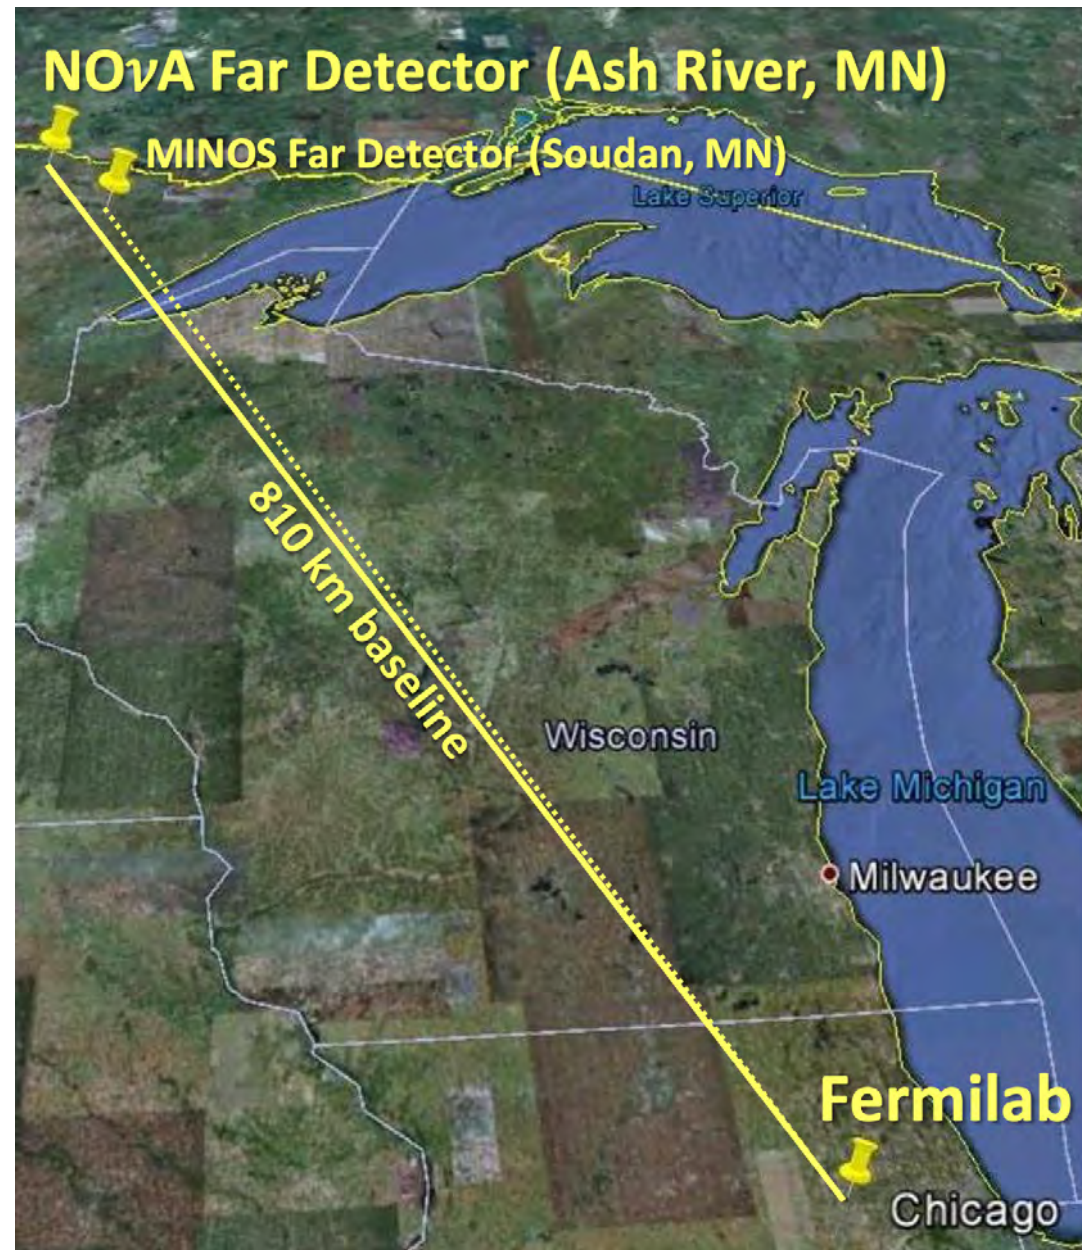 NOνA Far Detector (Ash River, MN)
MINOS Far Detector (Soudan, MN)
Lake Superior
810 km baseline
Wisconsin
Lake Michigan
Milwaukee
Fermilab
Chicago